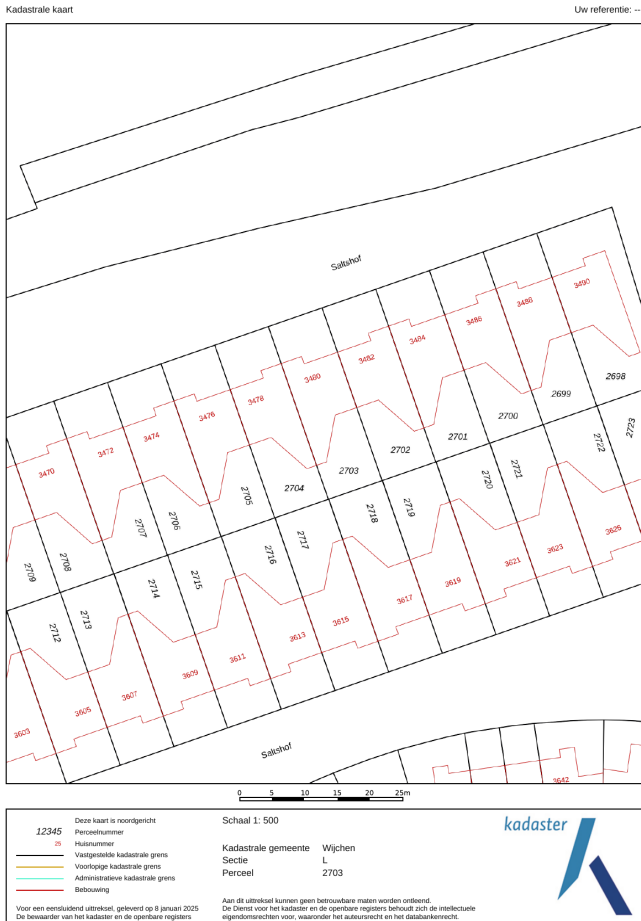 Kadastrale kaart
Uw referentie: --
Saltshof
3490
3488
3486
3484
3482
3480
3478
3476
3474
3472
3470
2698
2699
2700
2701
2702
2703
2704
2705
2706
2707
2708
2709
2723
2722
2721
2720
2719
2718
2717
2716
2715
2714
2713
2712
3625
3623
3621
3619
3617
3615
3613
3611
3609
3607
3605
3603
Saltshof
3642
0 5 10 15 20 25m
Deze kaart is noordgericht
12345 Perceelnummer
25 Huisnummer
Vastgestelde kadastrale grens
Voorlopige kadastrale grens
Administratieve kadastrale grens
Bebouwing
Voor een eensluidend uittreksel, geleverd op 8 januari 2025
De bewaarder van het kadaster en de openbare registers
Schaal 1: 500
Kadastrale gemeente Wijchen
Sectie L
Perceel 2703
Aan dit uittreksel kunnen geen betrouwbare maten worden ontleend.
De Dienst voor het kadaster en de openbare registers behoudt zich de intellectuele
eigendomsrechten voor, waaronder het auteursrecht en het databankenrecht.
kadaster